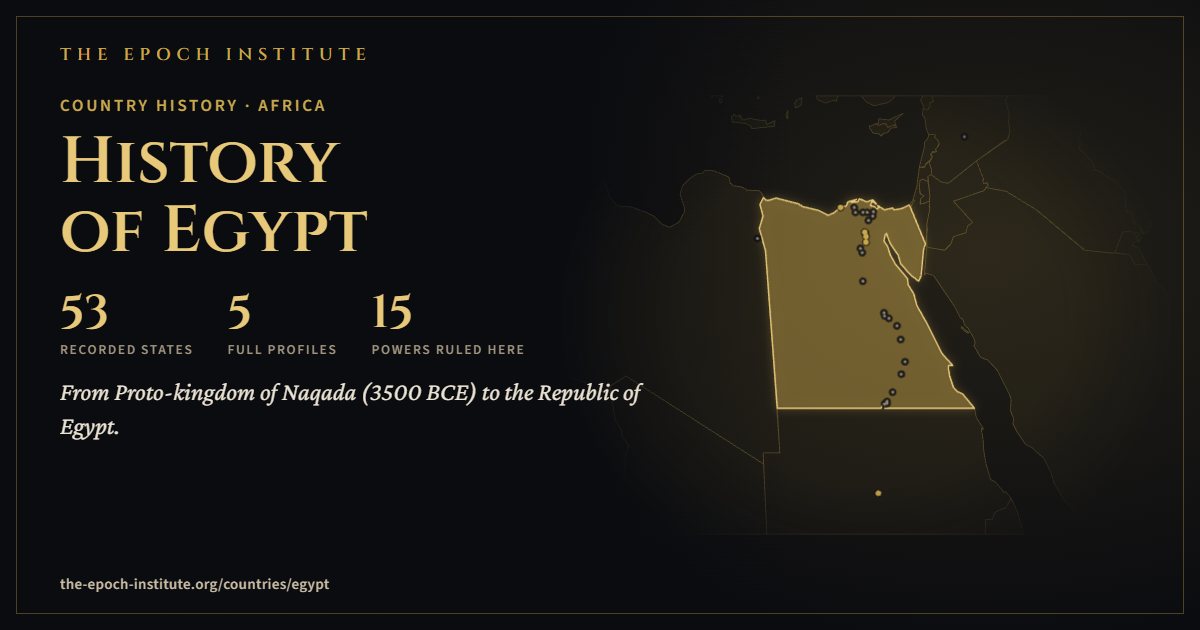 THE EPOCH INSTITUTE
COUNTRY HISTORY · AFRICA
History
of Egypt
53 5 15
RECORDED STATES FULL PROFILES POWERS RULED HERE
From Proto-kingdom of Naqada (3500 BCE) to the Republic of
Egypt.
the-epoch-institute.org/countries/egypt